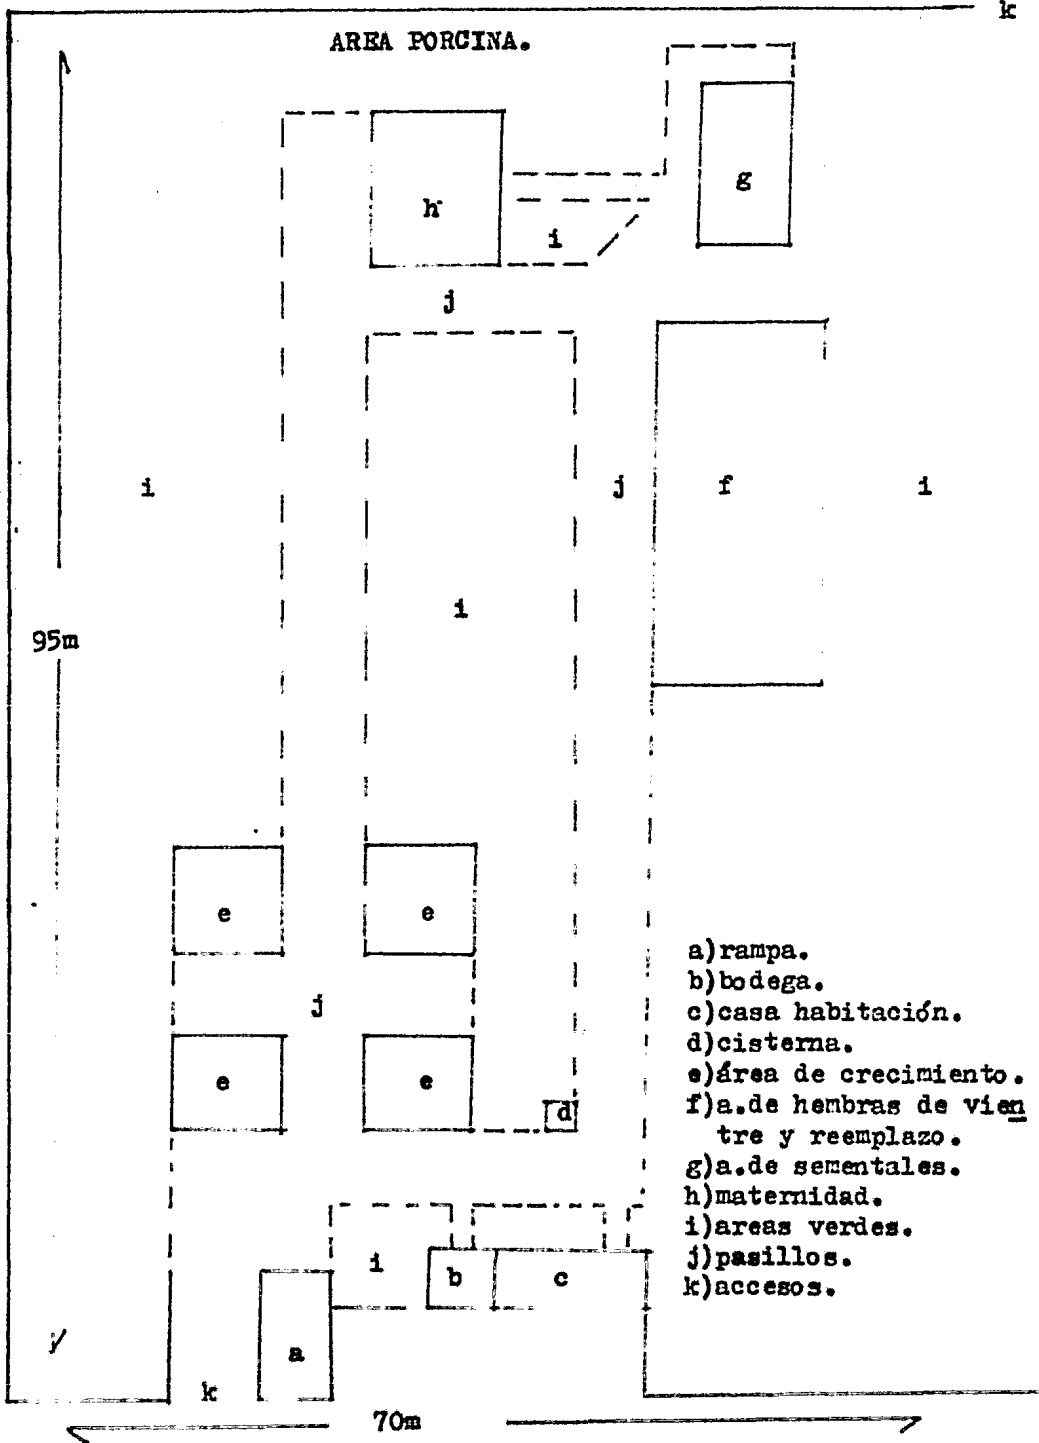 k
AREA PORCINA.
h
g
i
j
i
j
f
i
i
95m
e
e
j
e
e
d
a)rampa.
b)bodega.
c)casa habitación.
d)cisterna.
e)área de crecimiento.
f)a.de hembras de vien
tre y reemplazo.
g)a.de sementales.
h)maternidad.
i)areas verdes.
j)pasillos.
k)accesos.
i
b
c
a
k
70m